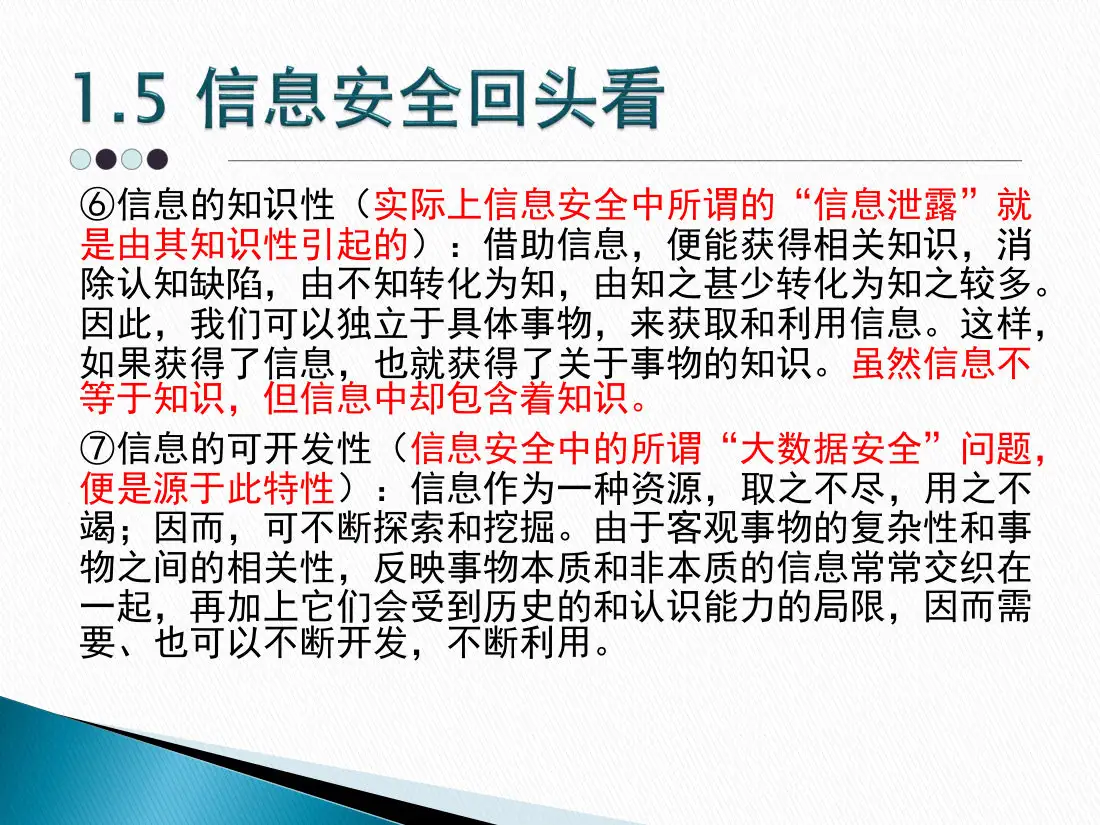 1.5 信息安全回头看
⑥信息的知识性（实际上信息安全中所谓的“信息泄露”就
是由其知识性引起的）：借助信息，便能获得相关知识，消
除认知缺陷，由不知转化为知，由知之甚少转化为知之较多。
因此，我们可以独立于具体事物，来获取和利用信息。这样，
如果获得了信息，也就获得了关于事物的知识。虽然信息不
等于知识，但信息中却包含着知识。
⑦信息的可开发性（信息安全中的所谓“大数据安全”问题，
便是源于此特性）：信息作为一种资源，取之不尽，用之不
竭；因而，可不断探索和挖掘。由于客观事物的复杂性和事
物之间的相关性，反映事物本质和非本质的信息常常交织在
一起，再加上它们会受到历史的和认识能力的局限，因而需
要、也可以不断开发，不断利用。